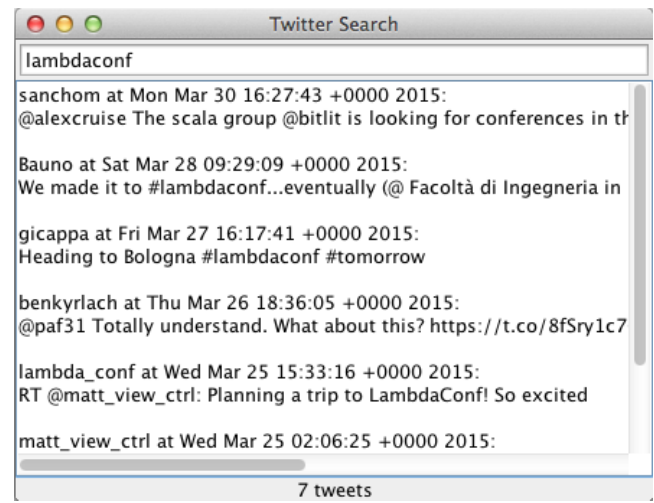 Twitter Search
lambdaconf
sanchom at Mon Mar 30 16:27:43 +0000 2015:
@alexcruise The scala group @bitlit is looking for conferences in th
Bauno at Sat Mar 28 09:29:09 +0000 2015:
We made it to #lambdaconf...eventually (@ Facoltà di Ingegneria in
gicappa at Fri Mar 27 16:17:41 +0000 2015:
Heading to Bologna #lambdaconf #tomorrow
benkyrlach at Thu Mar 26 18:36:05 +0000 2015:
@paf31 Totally understand. What about this? https://t.co/8fSry1c7
lambda_conf at Wed Mar 25 15:33:16 +0000 2015:
RT @matt_view_ctrl: Planning a trip to LambdaConf! So excited
matt_view_ctrl at Wed Mar 25 02:06:25 +0000 2015:
7 tweets